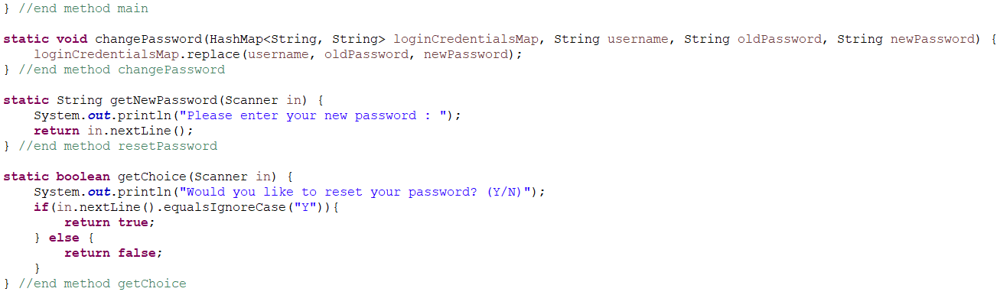 } //end method main
static void changePassword(HashMap<String, String> loginCredentialsMap, String username, String oldPassword, String newPassword) {
    loginCredentialsMap.replace(username, oldPassword, newPassword);
} //end method changePassword
static String getNewPassword(Scanner in) {
    System.out.println("Please enter your new password : ");
    return in.nextLine();
} //end method resetPassword
static boolean getChoice(Scanner in) {
    System.out.println("Would you like to reset your password? (Y/N)");
    if(in.nextLine().equalsIgnoreCase("Y")){
        return true;
    } else {
        return false;
    }
} //end method getChoice